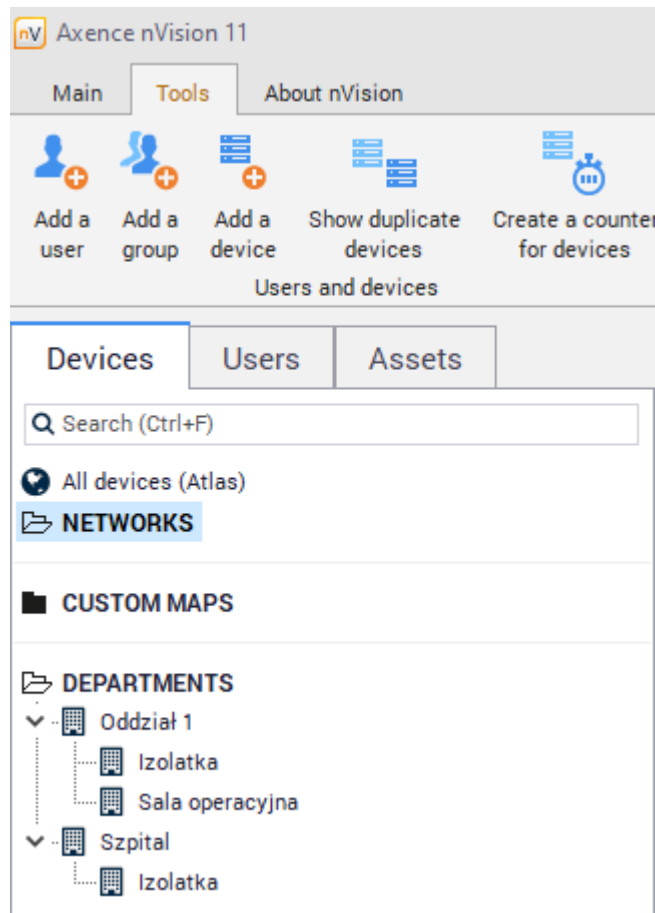 nV Axence nVision 11
Main Tools About nVision
Add a user
Add a group
Add a device
Show duplicate devices
Create a counter for devices
Users and devices
Devices Users Assets
Search (Ctrl+F)
All devices (Atlas)
NETWORKS
CUSTOM MAPS
DEPARTMENTS
Oddział 1
Izolatka
Sala operacyjna
Szpital
Izolatka